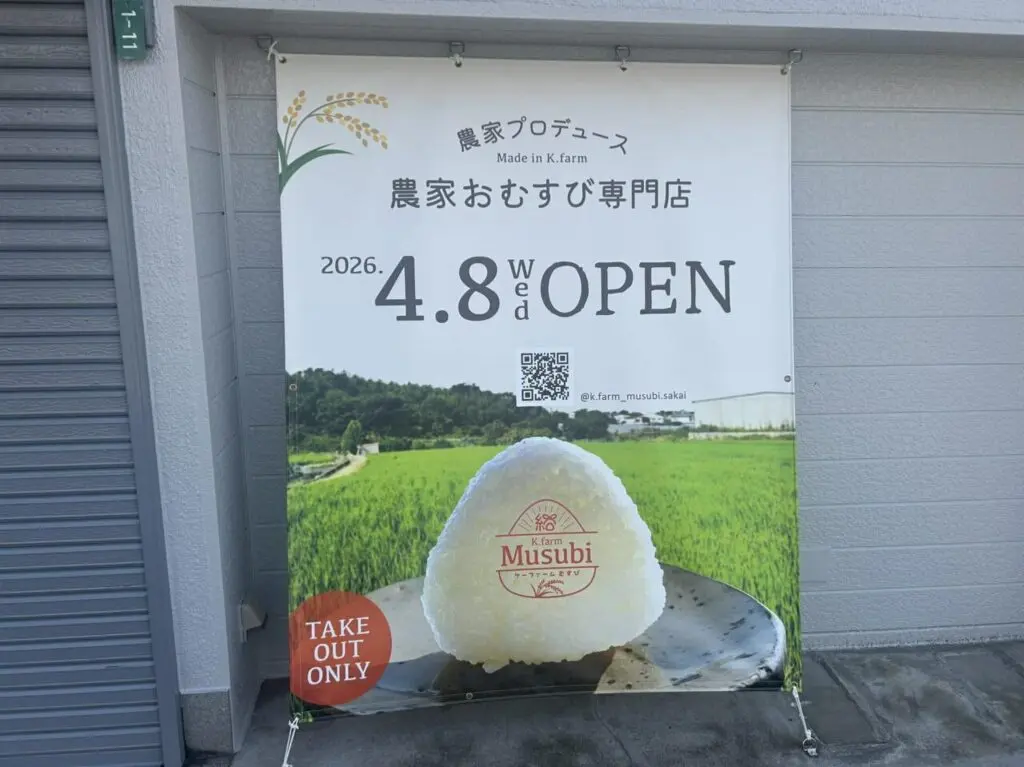 1-11
農家プロデュース
Made in K.farm
農家おむすび専門店
2026.4.8 Wed OPEN
@k.farm_musubi.sakai
結
K.farm
Musubi
ケーファームむすび
TAKE
OUT
ONLY